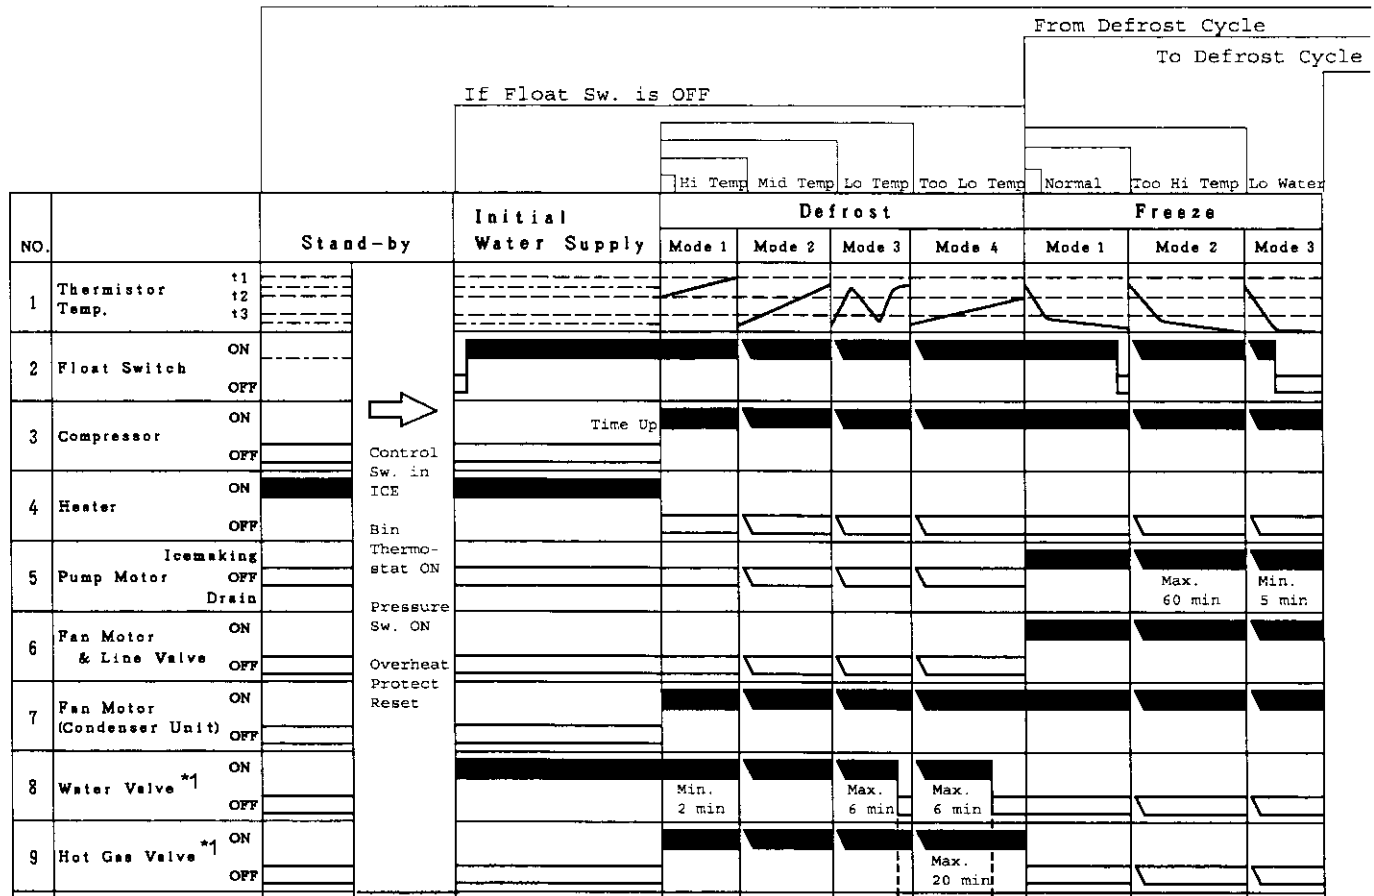 From Defrost Cycle
To Defrost Cycle
If Float Sw. is OFF
Hi Temp Mid Temp Lo Temp Too Lo Temp Normal Too Hi Temp Lo Water
NO. Stand-by Initial Water Supply Defrost Freeze
Mode 1 Mode 2 Mode 3 Mode 4 Mode 1 Mode 2 Mode 3
1 Thermistor Temp. t1 t2 t3
2 Float Switch ON OFF
3 Compressor ON OFF
Time Up
4 Heater ON OFF
5 Pump Motor Icemaking OFF Drain
Max. 60 min
Min. 5 min
6 Fan Motor & Line Valve ON OFF
7 Fan Motor (Condenser Unit) ON OFF
8 Water Valve *1 ON OFF
Min. 2 min
Max. 6 min
Max. 6 min
9 Hot Gas Valve *1 ON OFF
Max. 20 min
Control
Sw. in
ICE
Bin
Thermo-
stat ON
Pressure
Sw. ON
Overheat
Protect
Reset